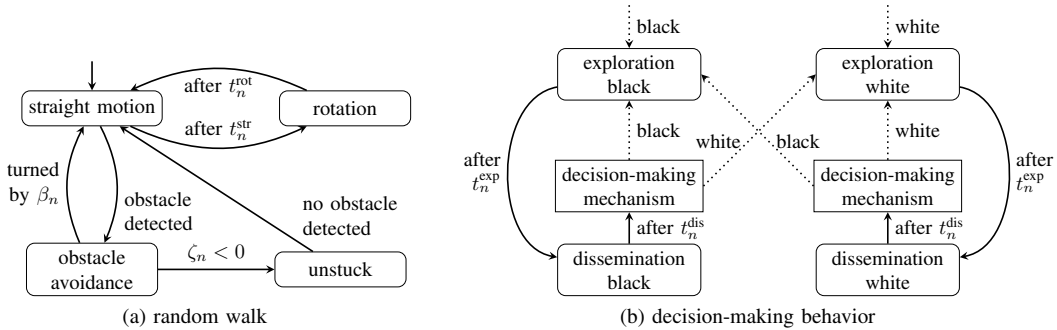 straight motion
after t_n^rot
rotation
after t_n^str
turned
by β_n
obstacle
detected
no obstacle
detected
obstacle
avoidance
ζ_n < 0
unstuck
(a) random walk
black
white
exploration
black
exploration
white
black
white
black
white
after
t_n^exp
after
t_n^exp
decision-making
mechanism
decision-making
mechanism
after t_n^dis
after t_n^dis
dissemination
black
dissemination
white
(b) decision-making behavior